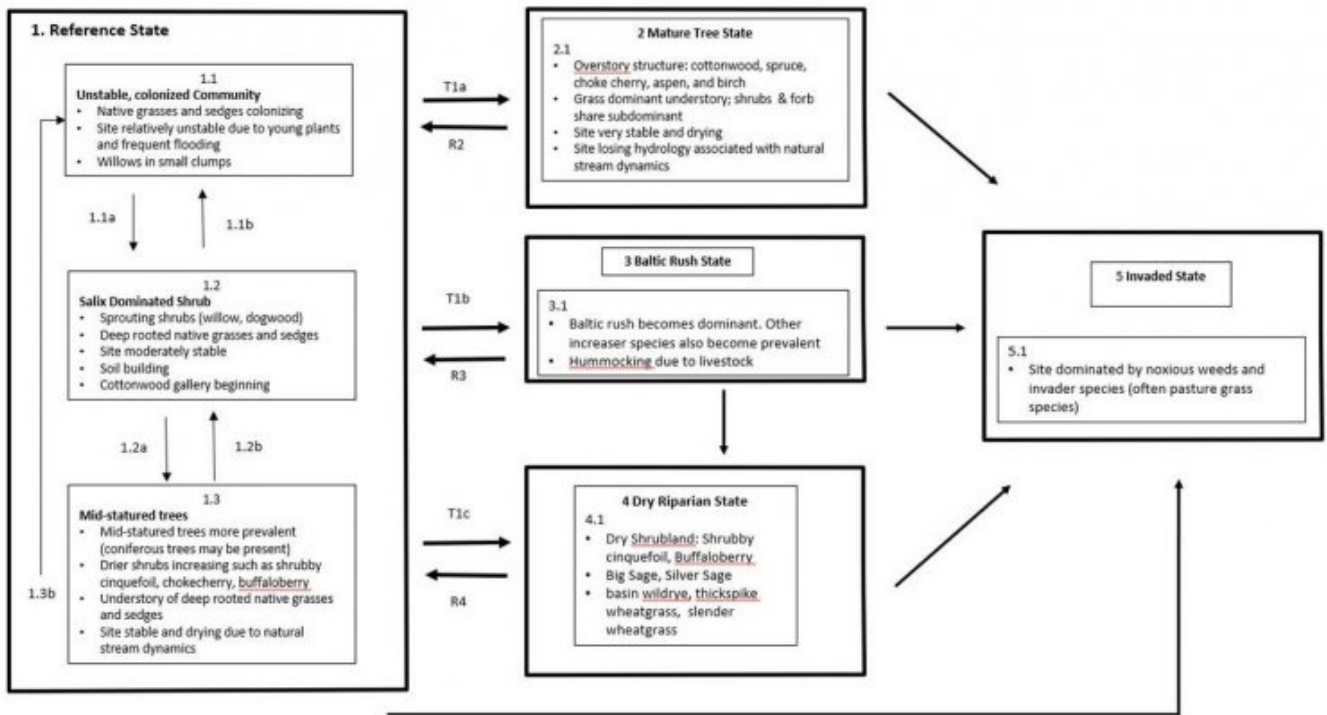 1. Reference State
1.1
Unstable, colonized Community
• Native grasses and sedges colonizing
• Site relatively unstable due to young plants
and frequent flooding
• Willows in small clumps
1.1a
1.1b
1.2
Salix Dominated Shrub
• Sprouting shrubs (willow, dogwood)
• Deep rooted native grasses and sedges
• Site moderately stable
• Soil building
• Cottonwood gallery beginning
1.2a
1.2b
1.3
Mid-statured trees
• Mid-statured trees more prevalent
(coniferous trees may be present)
• Drier shrubs increasing such as shrubby
cinquefoil, chokecherry, buffaloberry
• Understory of deep rooted native grasses
and sedges
• Site stable and drying due to natural
stream dynamics
1.3b
T1a
R2
T1b
R3
T1c
R4
2 Mature Tree State
2.1
• Overstory structure: cottonwood, spruce,
choke cherry, aspen, and birch
• Grass dominant understory; shrubs & forb
share subdominant
• Site very stable and drying
• Site losing hydrology associated with natural
stream dynamics
3 Baltic Rush State
3.1
• Baltic rush becomes dominant. Other
increaser species also become prevalent
• Hummocking due to livestock
4 Dry Riparian State
4.1
• Dry Shrubland: Shrubby
cinquefoil, Buffaloberry
• Big Sage, Silver Sage
• basin wildrye, thickspike
wheatgrass, slender
wheatgrass
5 Invaded State
5.1
• Site dominated by noxious weeds and
invader species (often pasture grass
species)